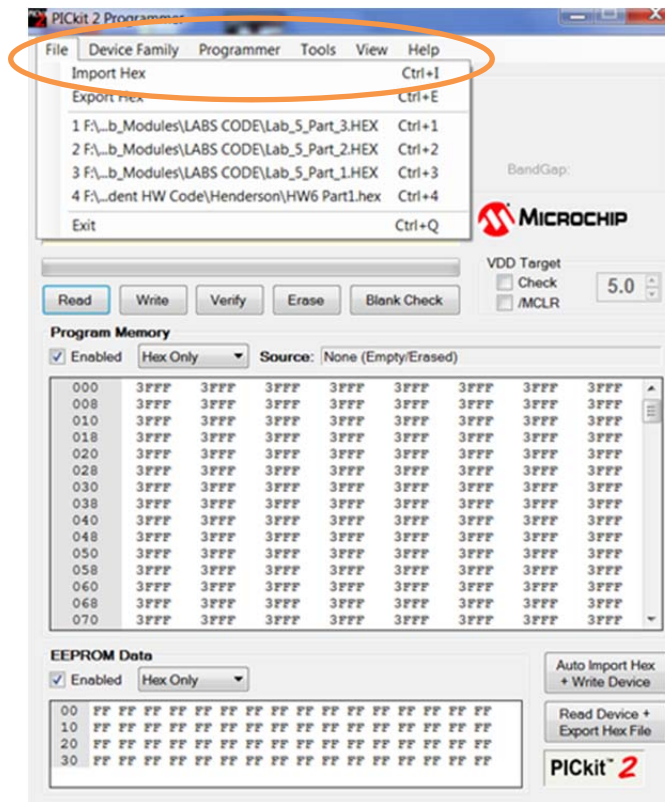 PICkit 2 Programmer
File Device Family Programmer Tools View Help
Import Hex Ctrl+I
Export Hex Ctrl+E
1 F:\...b_Modules\LABS CODE\Lab_5_Part_3.HEX Ctrl+1
2 F:\...b_Modules\LABS CODE\Lab_5_Part_2.HEX Ctrl+2
3 F:\...b_Modules\LABS CODE\Lab_5_Part_1.HEX Ctrl+3
4 F:\...dent HW Code\Henderson\HW6 Part1.hex Ctrl+4
Exit Ctrl+Q
BandGap:
MICROCHIP
VDD Target
Check
/MCLR
5.0
Read Write Verify Erase Blank Check
Program Memory
Enabled Hex Only Source: None (Empty/Erased)
000 3FFF 3FFF 3FFF 3FFF 3FFF 3FFF 3FFF 3FFF
008 3FFF 3FFF 3FFF 3FFF 3FFF 3FFF 3FFF 3FFF
010 3FFF 3FFF 3FFF 3FFF 3FFF 3FFF 3FFF 3FFF
018 3FFF 3FFF 3FFF 3FFF 3FFF 3FFF 3FFF 3FFF
020 3FFF 3FFF 3FFF 3FFF 3FFF 3FFF 3FFF 3FFF
028 3FFF 3FFF 3FFF 3FFF 3FFF 3FFF 3FFF 3FFF
030 3FFF 3FFF 3FFF 3FFF 3FFF 3FFF 3FFF 3FFF
038 3FFF 3FFF 3FFF 3FFF 3FFF 3FFF 3FFF 3FFF
040 3FFF 3FFF 3FFF 3FFF 3FFF 3FFF 3FFF 3FFF
048 3FFF 3FFF 3FFF 3FFF 3FFF 3FFF 3FFF 3FFF
050 3FFF 3FFF 3FFF 3FFF 3FFF 3FFF 3FFF 3FFF
058 3FFF 3FFF 3FFF 3FFF 3FFF 3FFF 3FFF 3FFF
060 3FFF 3FFF 3FFF 3FFF 3FFF 3FFF 3FFF 3FFF
068 3FFF 3FFF 3FFF 3FFF 3FFF 3FFF 3FFF 3FFF
070 3FFF 3FFF 3FFF 3FFF 3FFF 3FFF 3FFF 3FFF
EEPROM Data
Enabled Hex Only
00 FF FF FF FF FF FF FF FF FF FF FF FF FF FF FF FF
10 FF FF FF FF FF FF FF FF FF FF FF FF FF FF FF FF
20 FF FF FF FF FF FF FF FF FF FF FF FF FF FF FF FF
30 FF FF FF FF FF FF FF FF FF FF FF FF FF FF FF FF
Auto Import Hex
+ Write Device
Read Device +
Export Hex File
PICkit™ 2